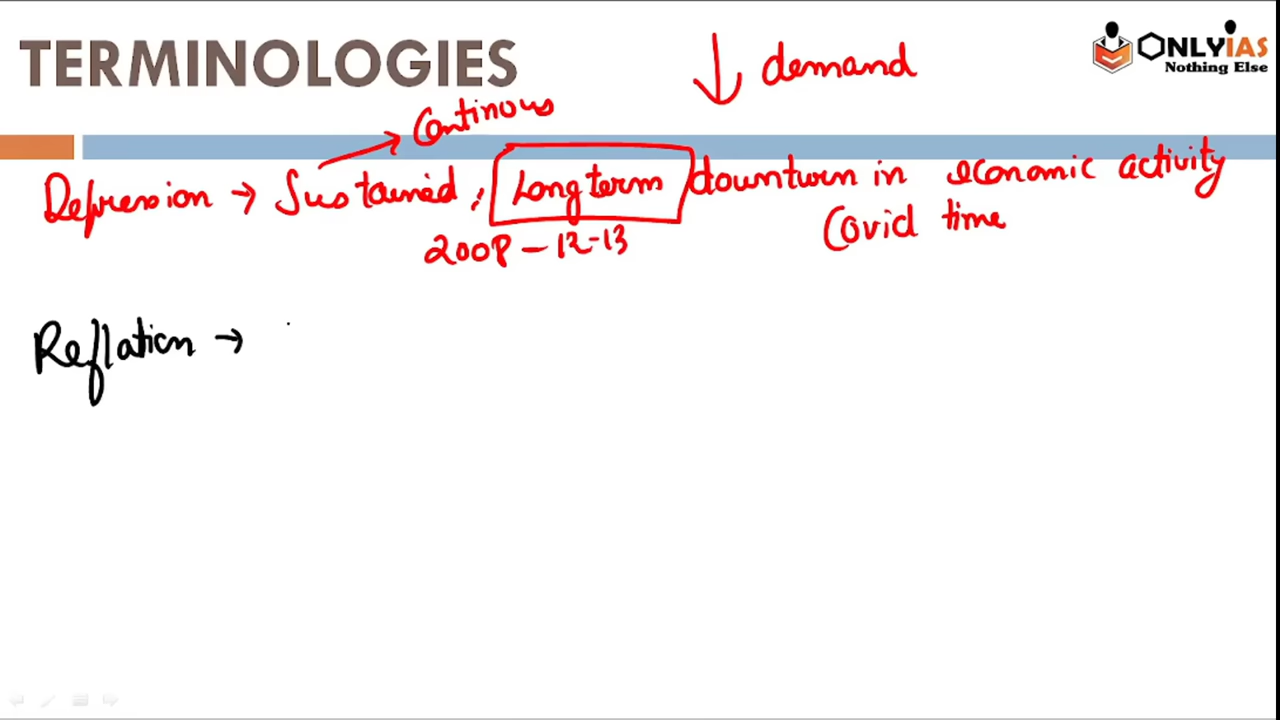 TERMINOLOGIES
↓ demand
ONLYIAS
Nothing Else
Continous
Depression → Sustained, Long term downturn in economic activity
2008 - 12-13
Covid time
Reflation →